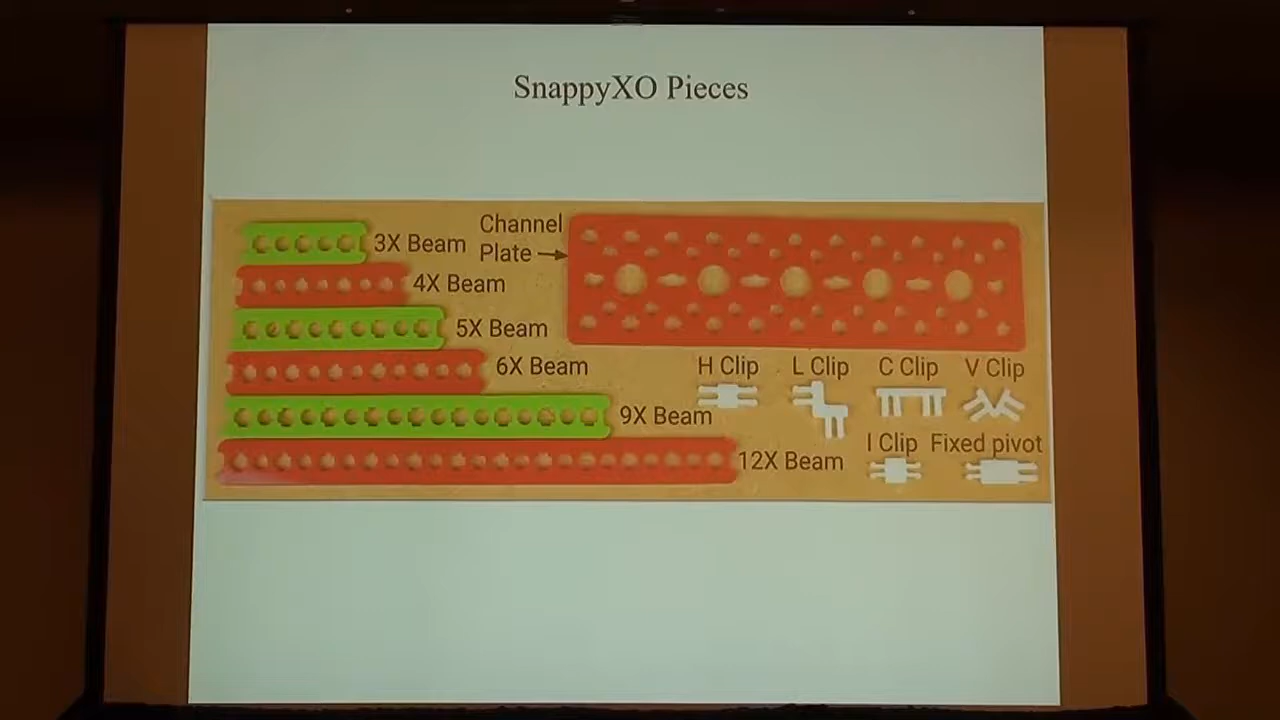 SnappyXO Pieces
Channel
Plate
3X Beam
4X Beam
5X Beam
6X Beam
9X Beam
12X Beam
H Clip
L Clip
C Clip
V Clip
I Clip
Fixed pivot